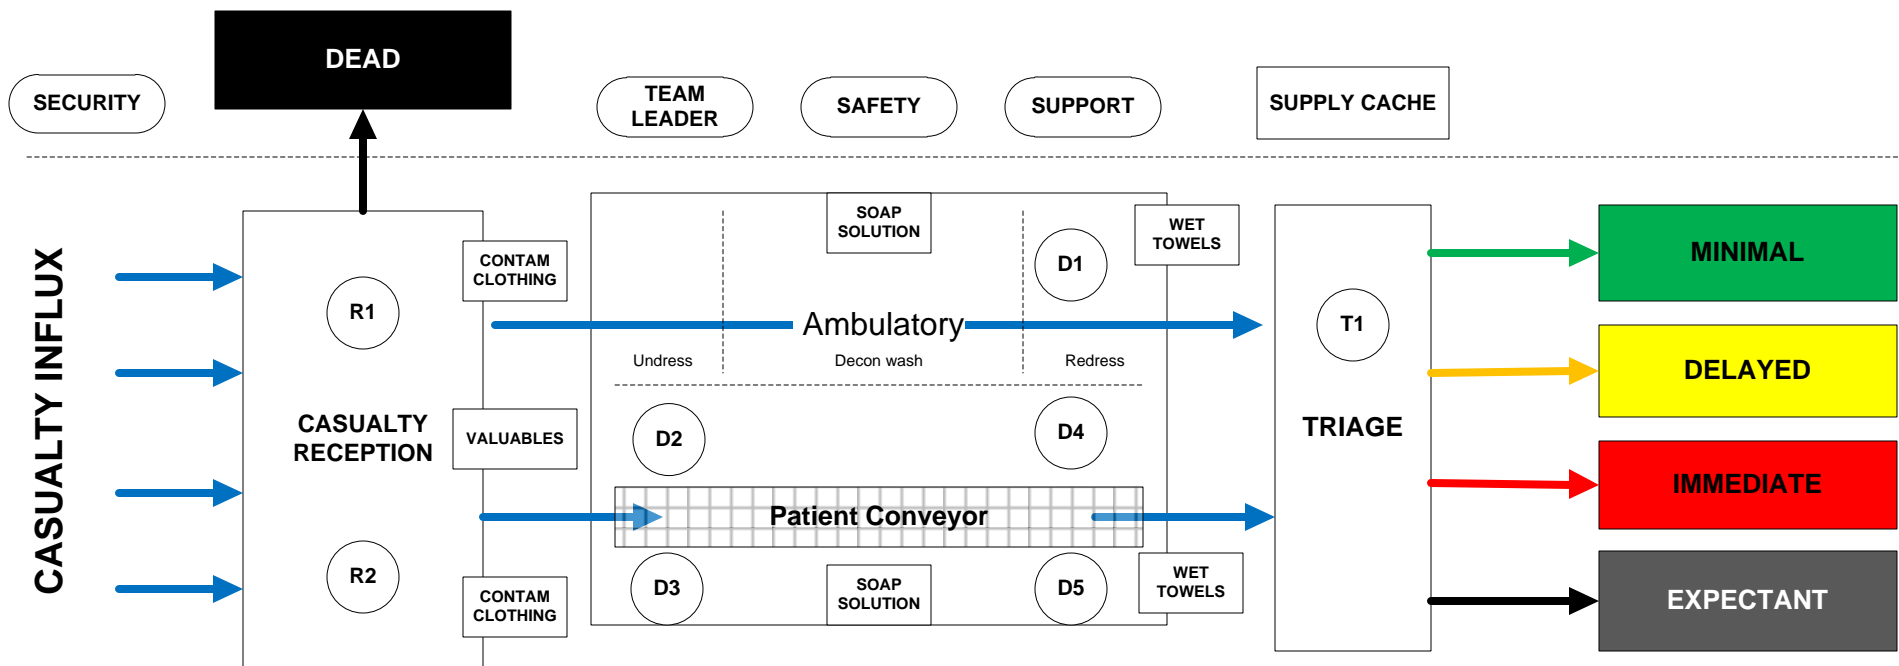 DEAD
SECURITY
TEAM
LEADER
SAFETY
SUPPORT
SUPPLY CACHE
CASUALTY INFLUX
CONTAM
CLOTHING
R1
CASUALTY
RECEPTION
VALUABLES
R2
CONTAM
CLOTHING
SOAP
SOLUTION
WET
TOWELS
D1
Ambulatory
Undress
Decon wash
Redress
D2
D4
Patient Conveyor
D3
SOAP
SOLUTION
D5
WET
TOWELS
T1
TRIAGE
MINIMAL
DELAYED
IMMEDIATE
EXPECTANT